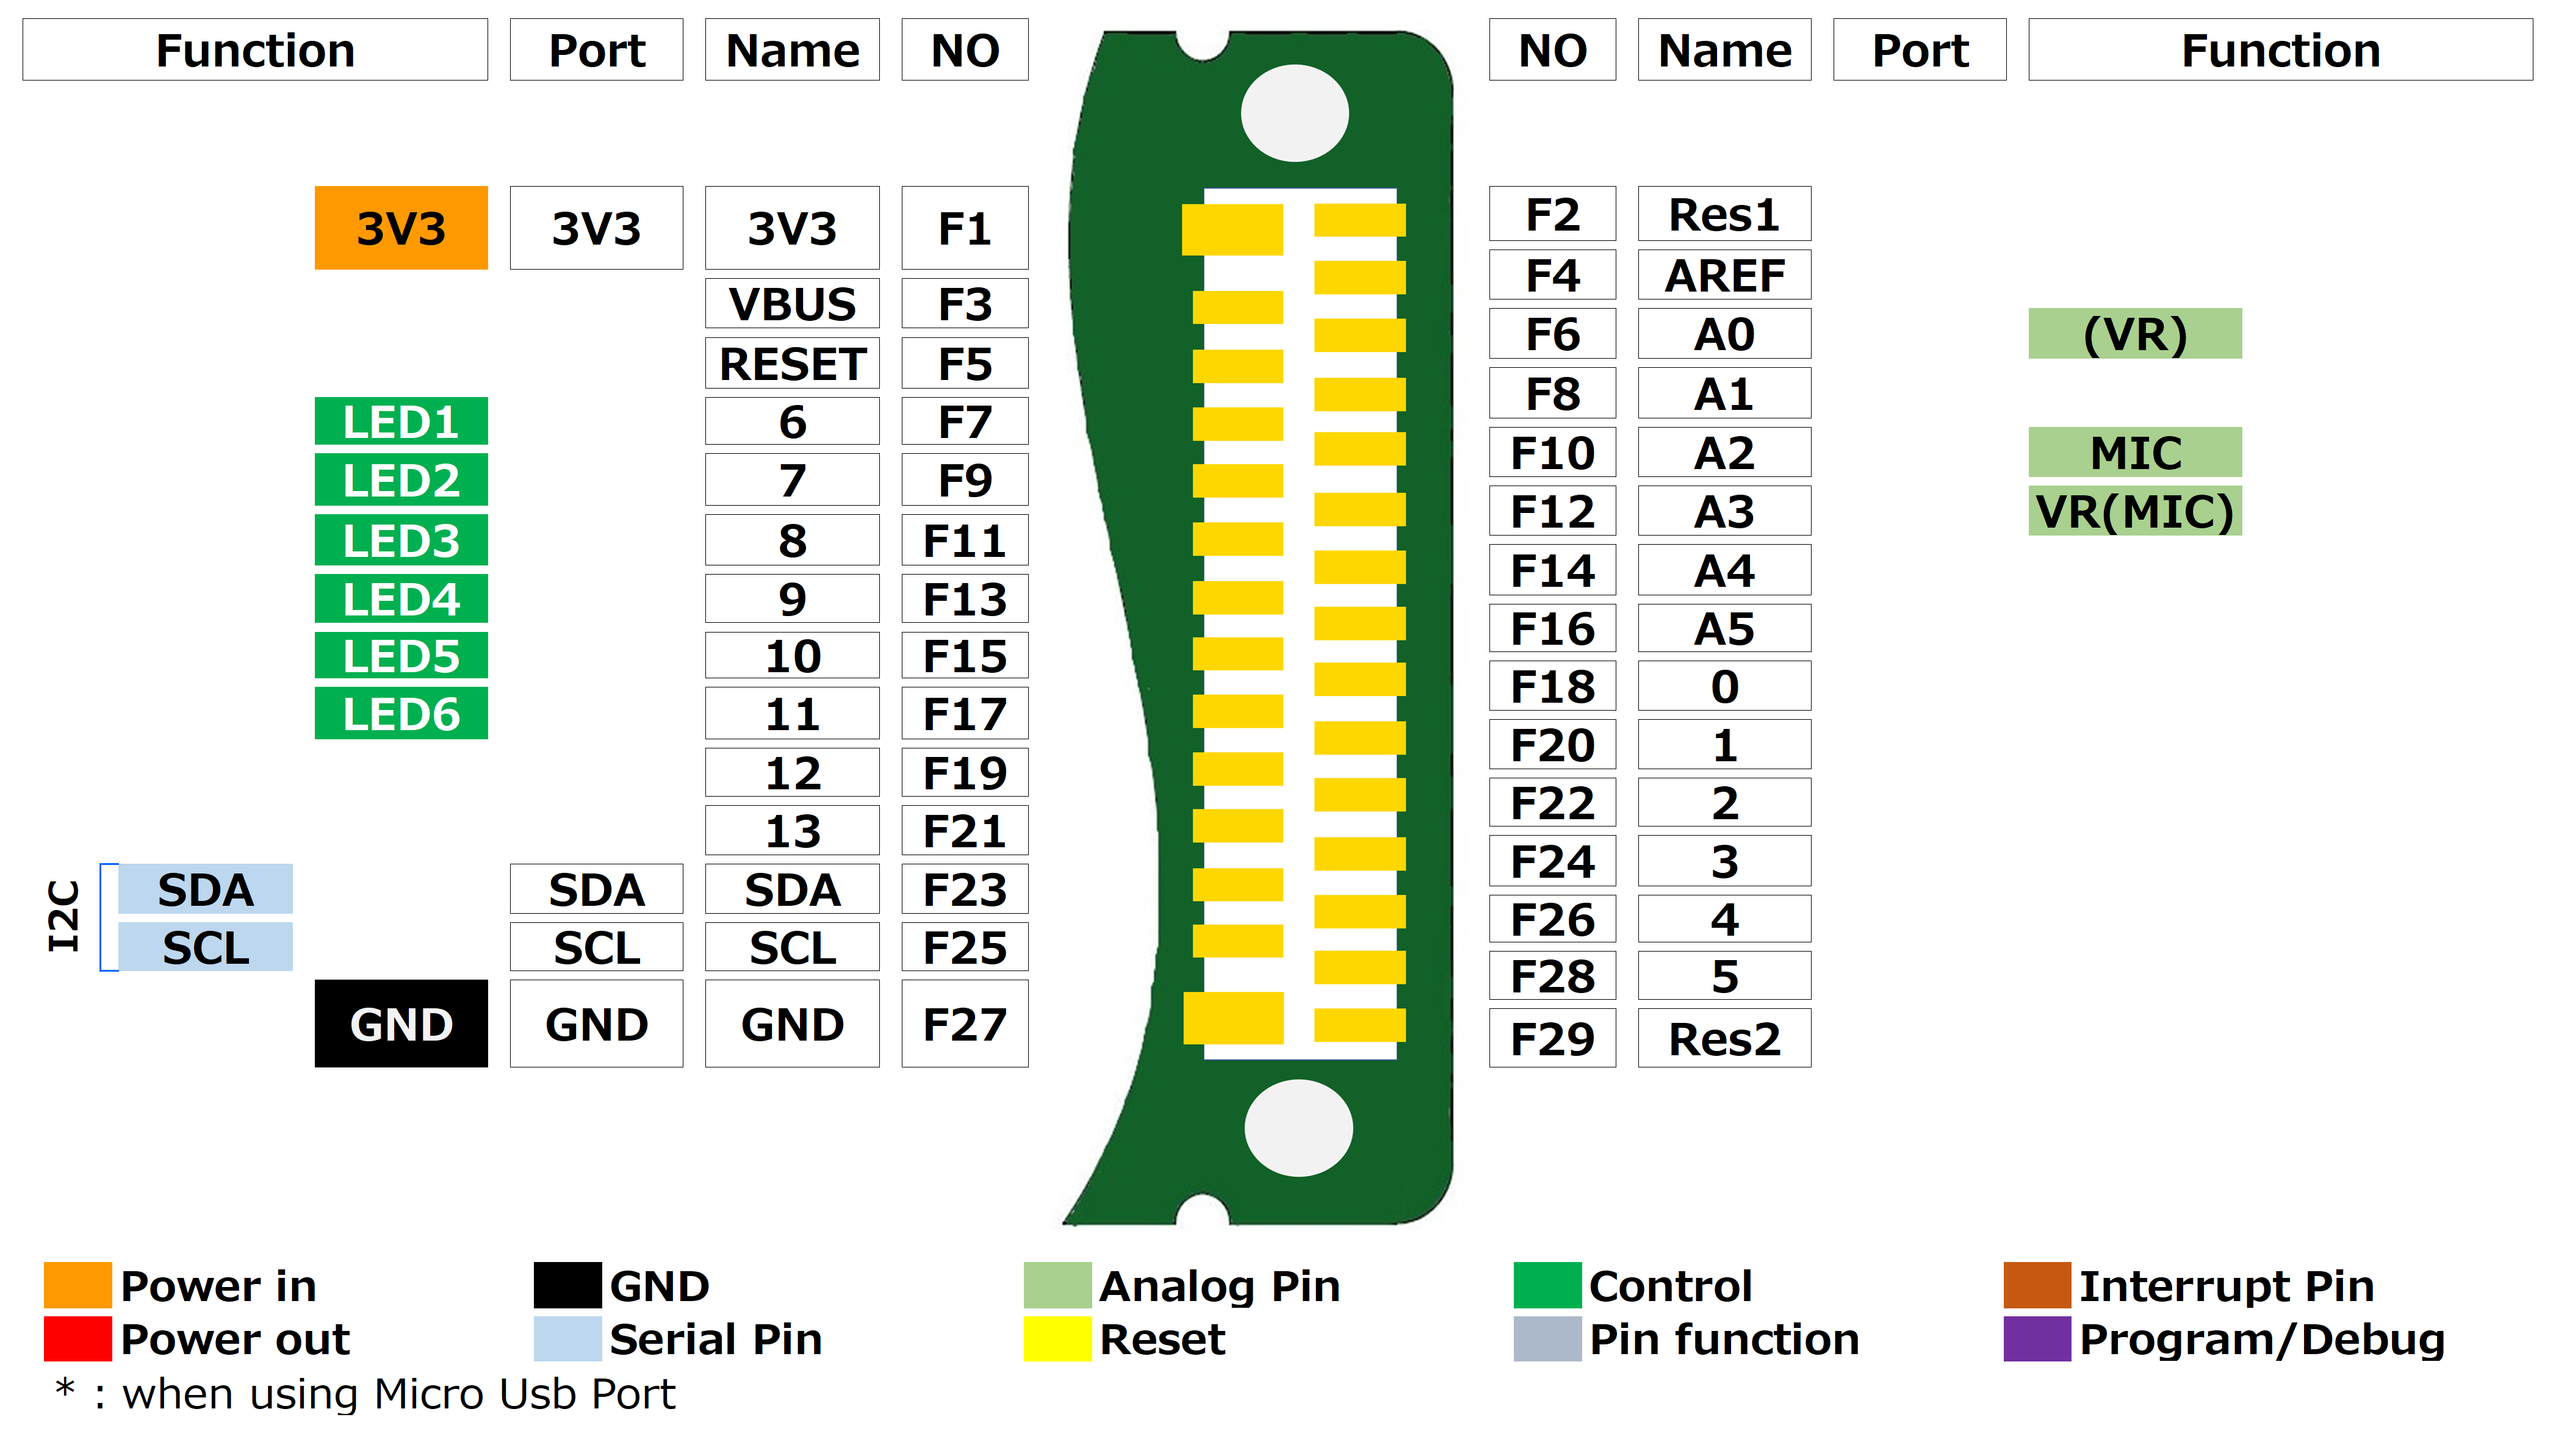 Function Port Name NO NO Name Port Function
3V3 3V3 3V3 F1 F2 Res1
VBUS F3 F4 AREF
RESET F5 F6 A0 (VR)
LED1 6 F7 F8 A1
LED2 7 F9 F10 A2 MIC
LED3 8 F11 F12 A3 VR(MIC)
LED4 9 F13 F14 A4
LED5 10 F15 F16 A5
LED6 11 F17 F18 0
12 F19 F20 1
13 F21 F22 2
I2C SDA SDA SDA F23 F24 3
SCL SCL SCL F25 F26 4
F28 5
GND GND GND F27 F29 Res2
Power in GND Analog Pin Control Interrupt Pin
Power out Serial Pin Reset Pin function Program/Debug
* : when using Micro Usb Port